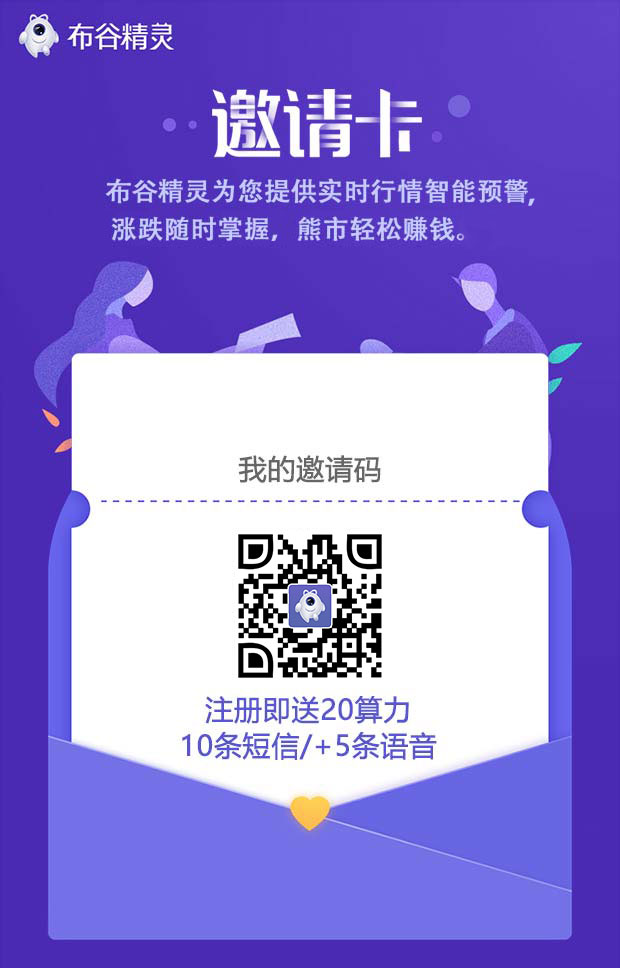 布谷精灵
邀请卡
布谷精灵为您提供实时行情智能预警,
涨跌随时掌握，熊市轻松赚钱。
我的邀请码
注册即送20算力
10条短信/+5条语音